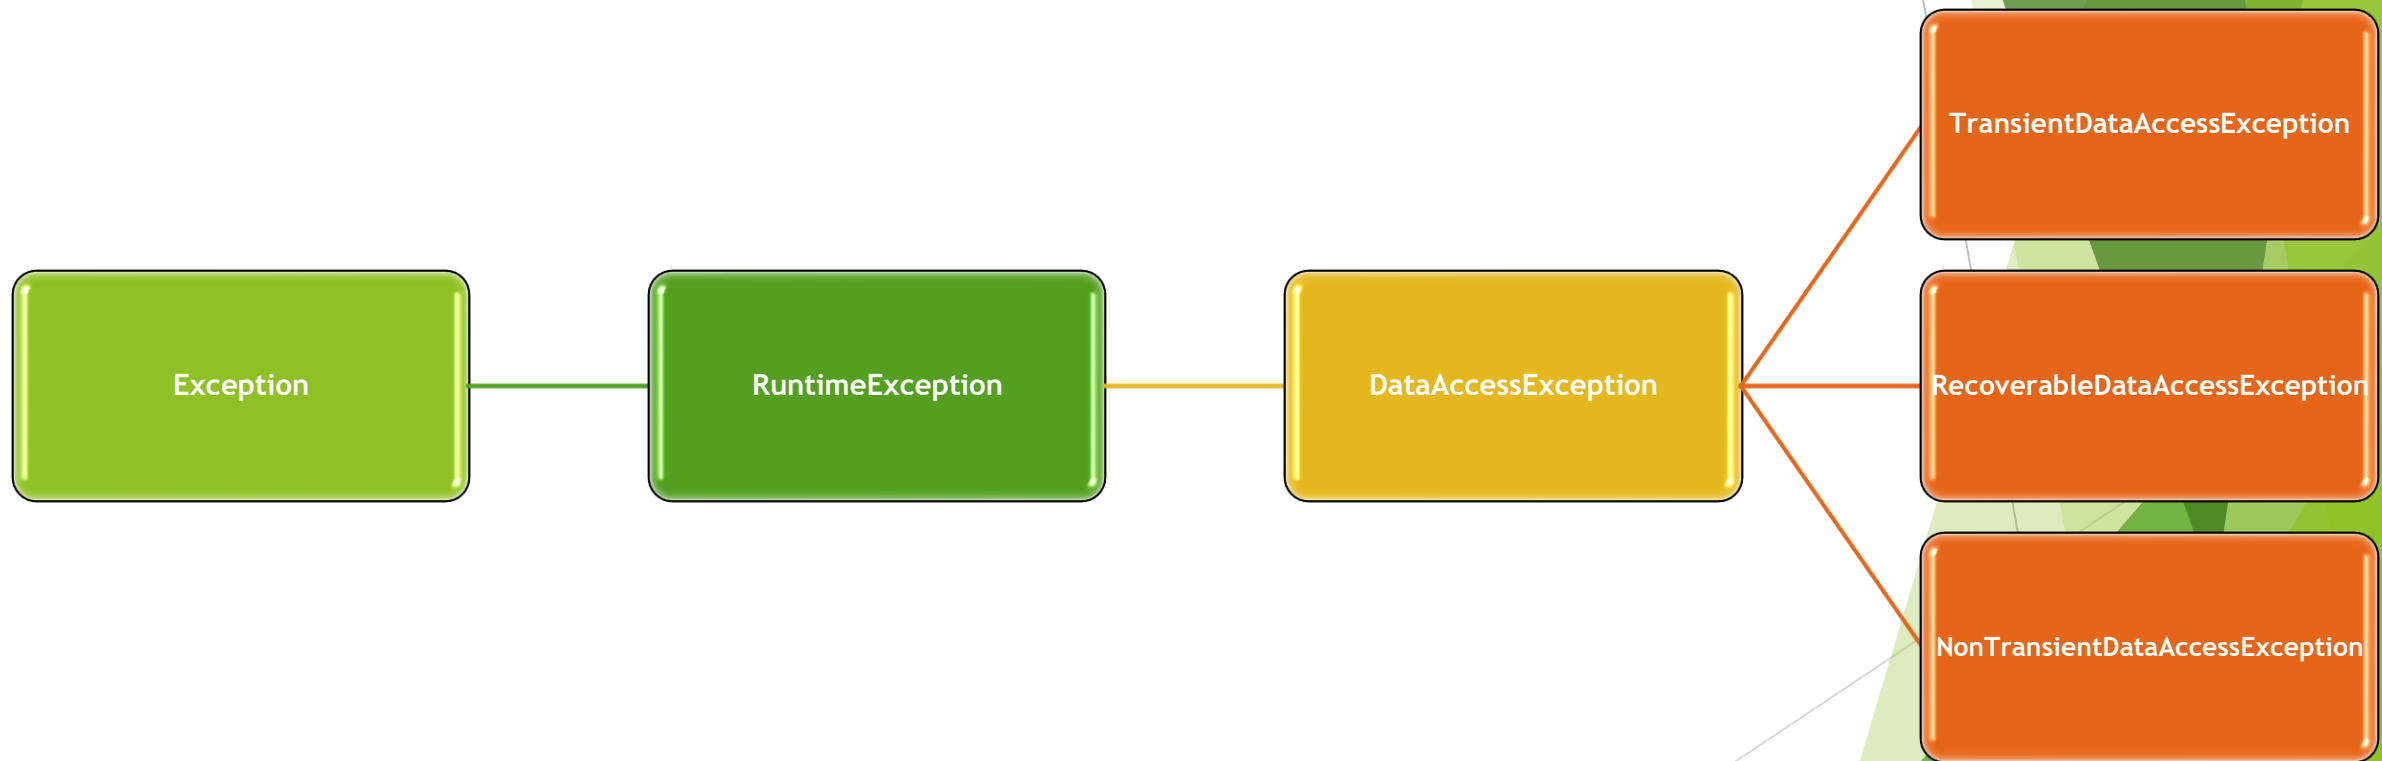 Exception
RuntimeException
DataAccessException
TransientDataAccessException
RecoverableDataAccessException
NonTransientDataAccessException